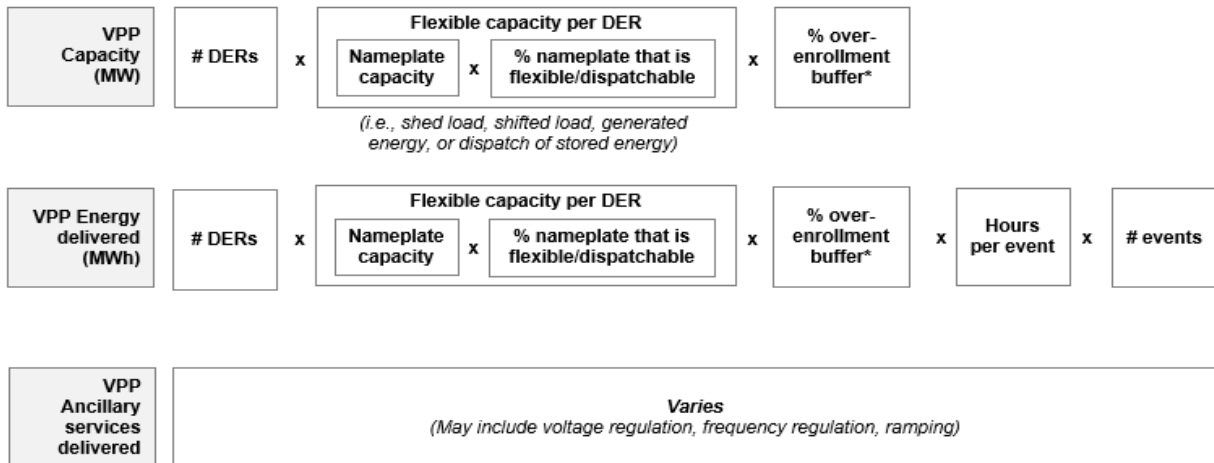 VPP
Capacity
(MW)
# DERs
x
Flexible capacity per DER
Nameplate
capacity
x
% nameplate that is
flexible/dispatchable
x
% over-
enrollment
buffer*
(i.e., shed load, shifted load, generated
energy, or dispatch of stored energy)
VPP Energy
delivered
(MWh)
# DERs
x
Flexible capacity per DER
Nameplate
capacity
x
% nameplate that is
flexible/dispatchable
x
% over-
enrollment
buffer*
x
Hours
per event
x
# events
VPP
Ancillary
services
delivered
Varies
(May include voltage regulation, frequency regulation, ramping)